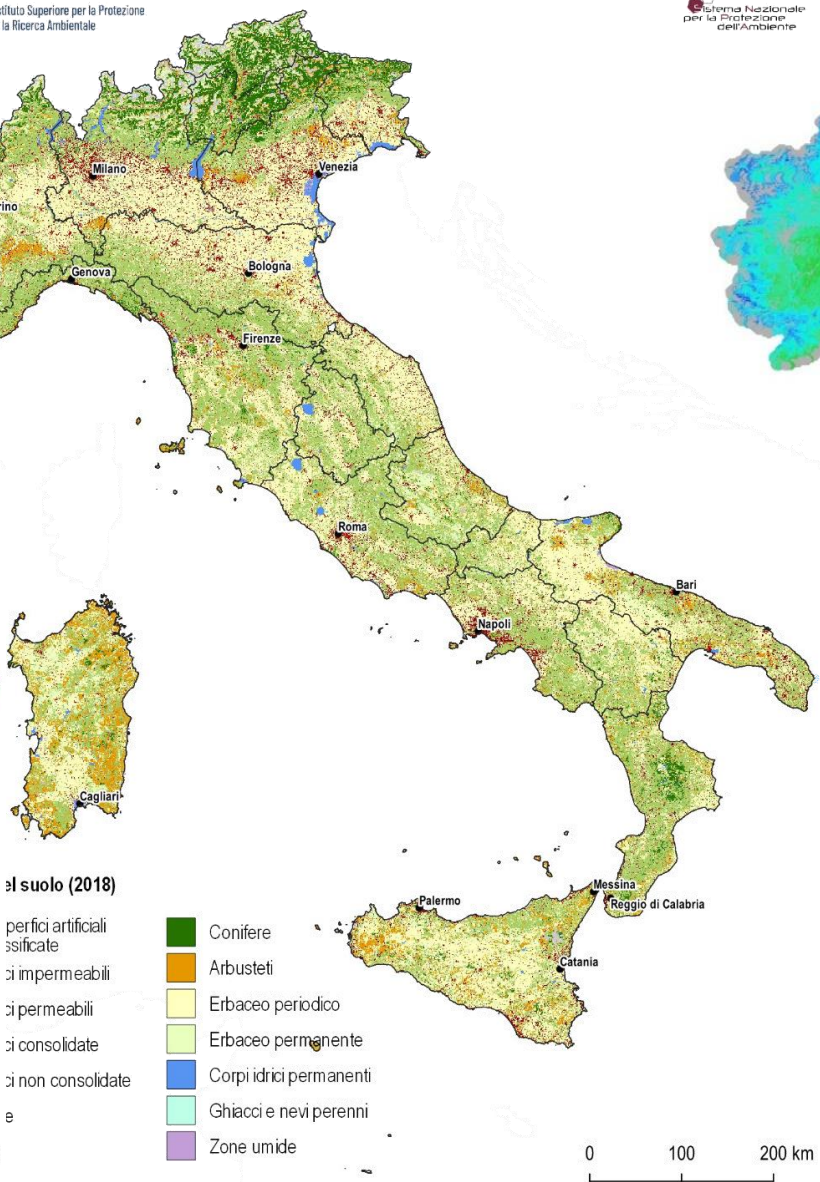 stituto Superiore per la Protezione
la Ricerca Ambientale
Sistema Nazionale
per la Protezione
dell'Ambiente
Milano
Venezia
rino
Genova
Bologna
Firenze
Roma
Napoli
Bari
Cagliari
Messina
Palermo
Reggio di Calabria
Catania
el suolo (2018)
perfici artificiali
ssificate
ci impermeabili
ci permeabili
ci consolidate
ci non consolidate
e
Conifere
Arbusteti
Erbaceo periodico
Erbaceo permanente
Corpi idrici permanenti
Ghiacci e nevi perenni
Zone umide
0 100 200 km